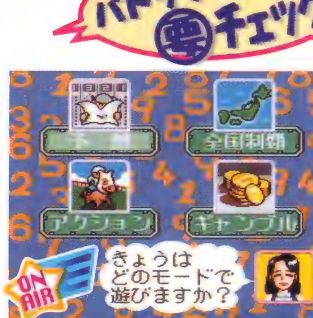 要チェック
全国制覇
アクション
ギャンブル
きょうは
どのモードで
遊びますか？
ON
AIR